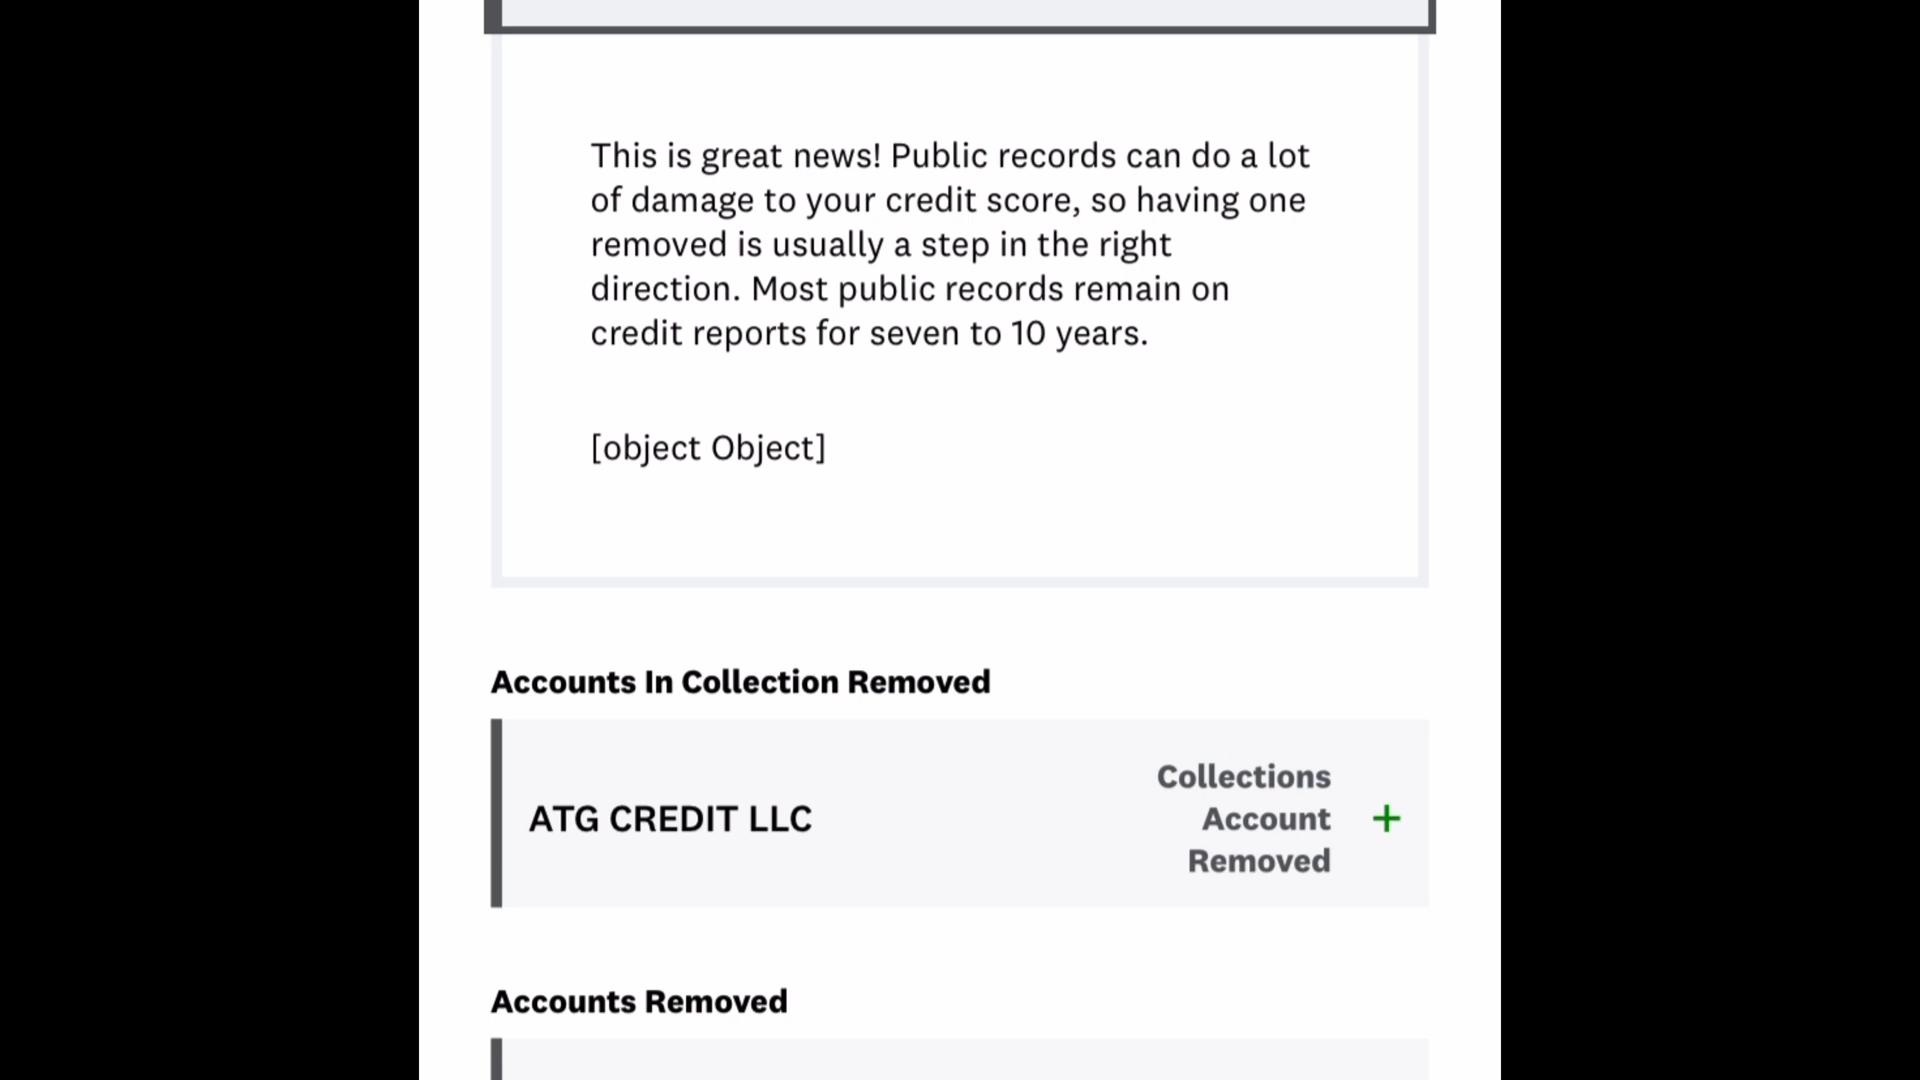 This is great news! Public records can do a lot
of damage to your credit score, so having one
removed is usually a step in the right
direction. Most public records remain on
credit reports for seven to 10 years.
[object Object]
Accounts In Collection Removed
ATG CREDIT LLC
Collections
Account
Removed
+
Accounts Removed